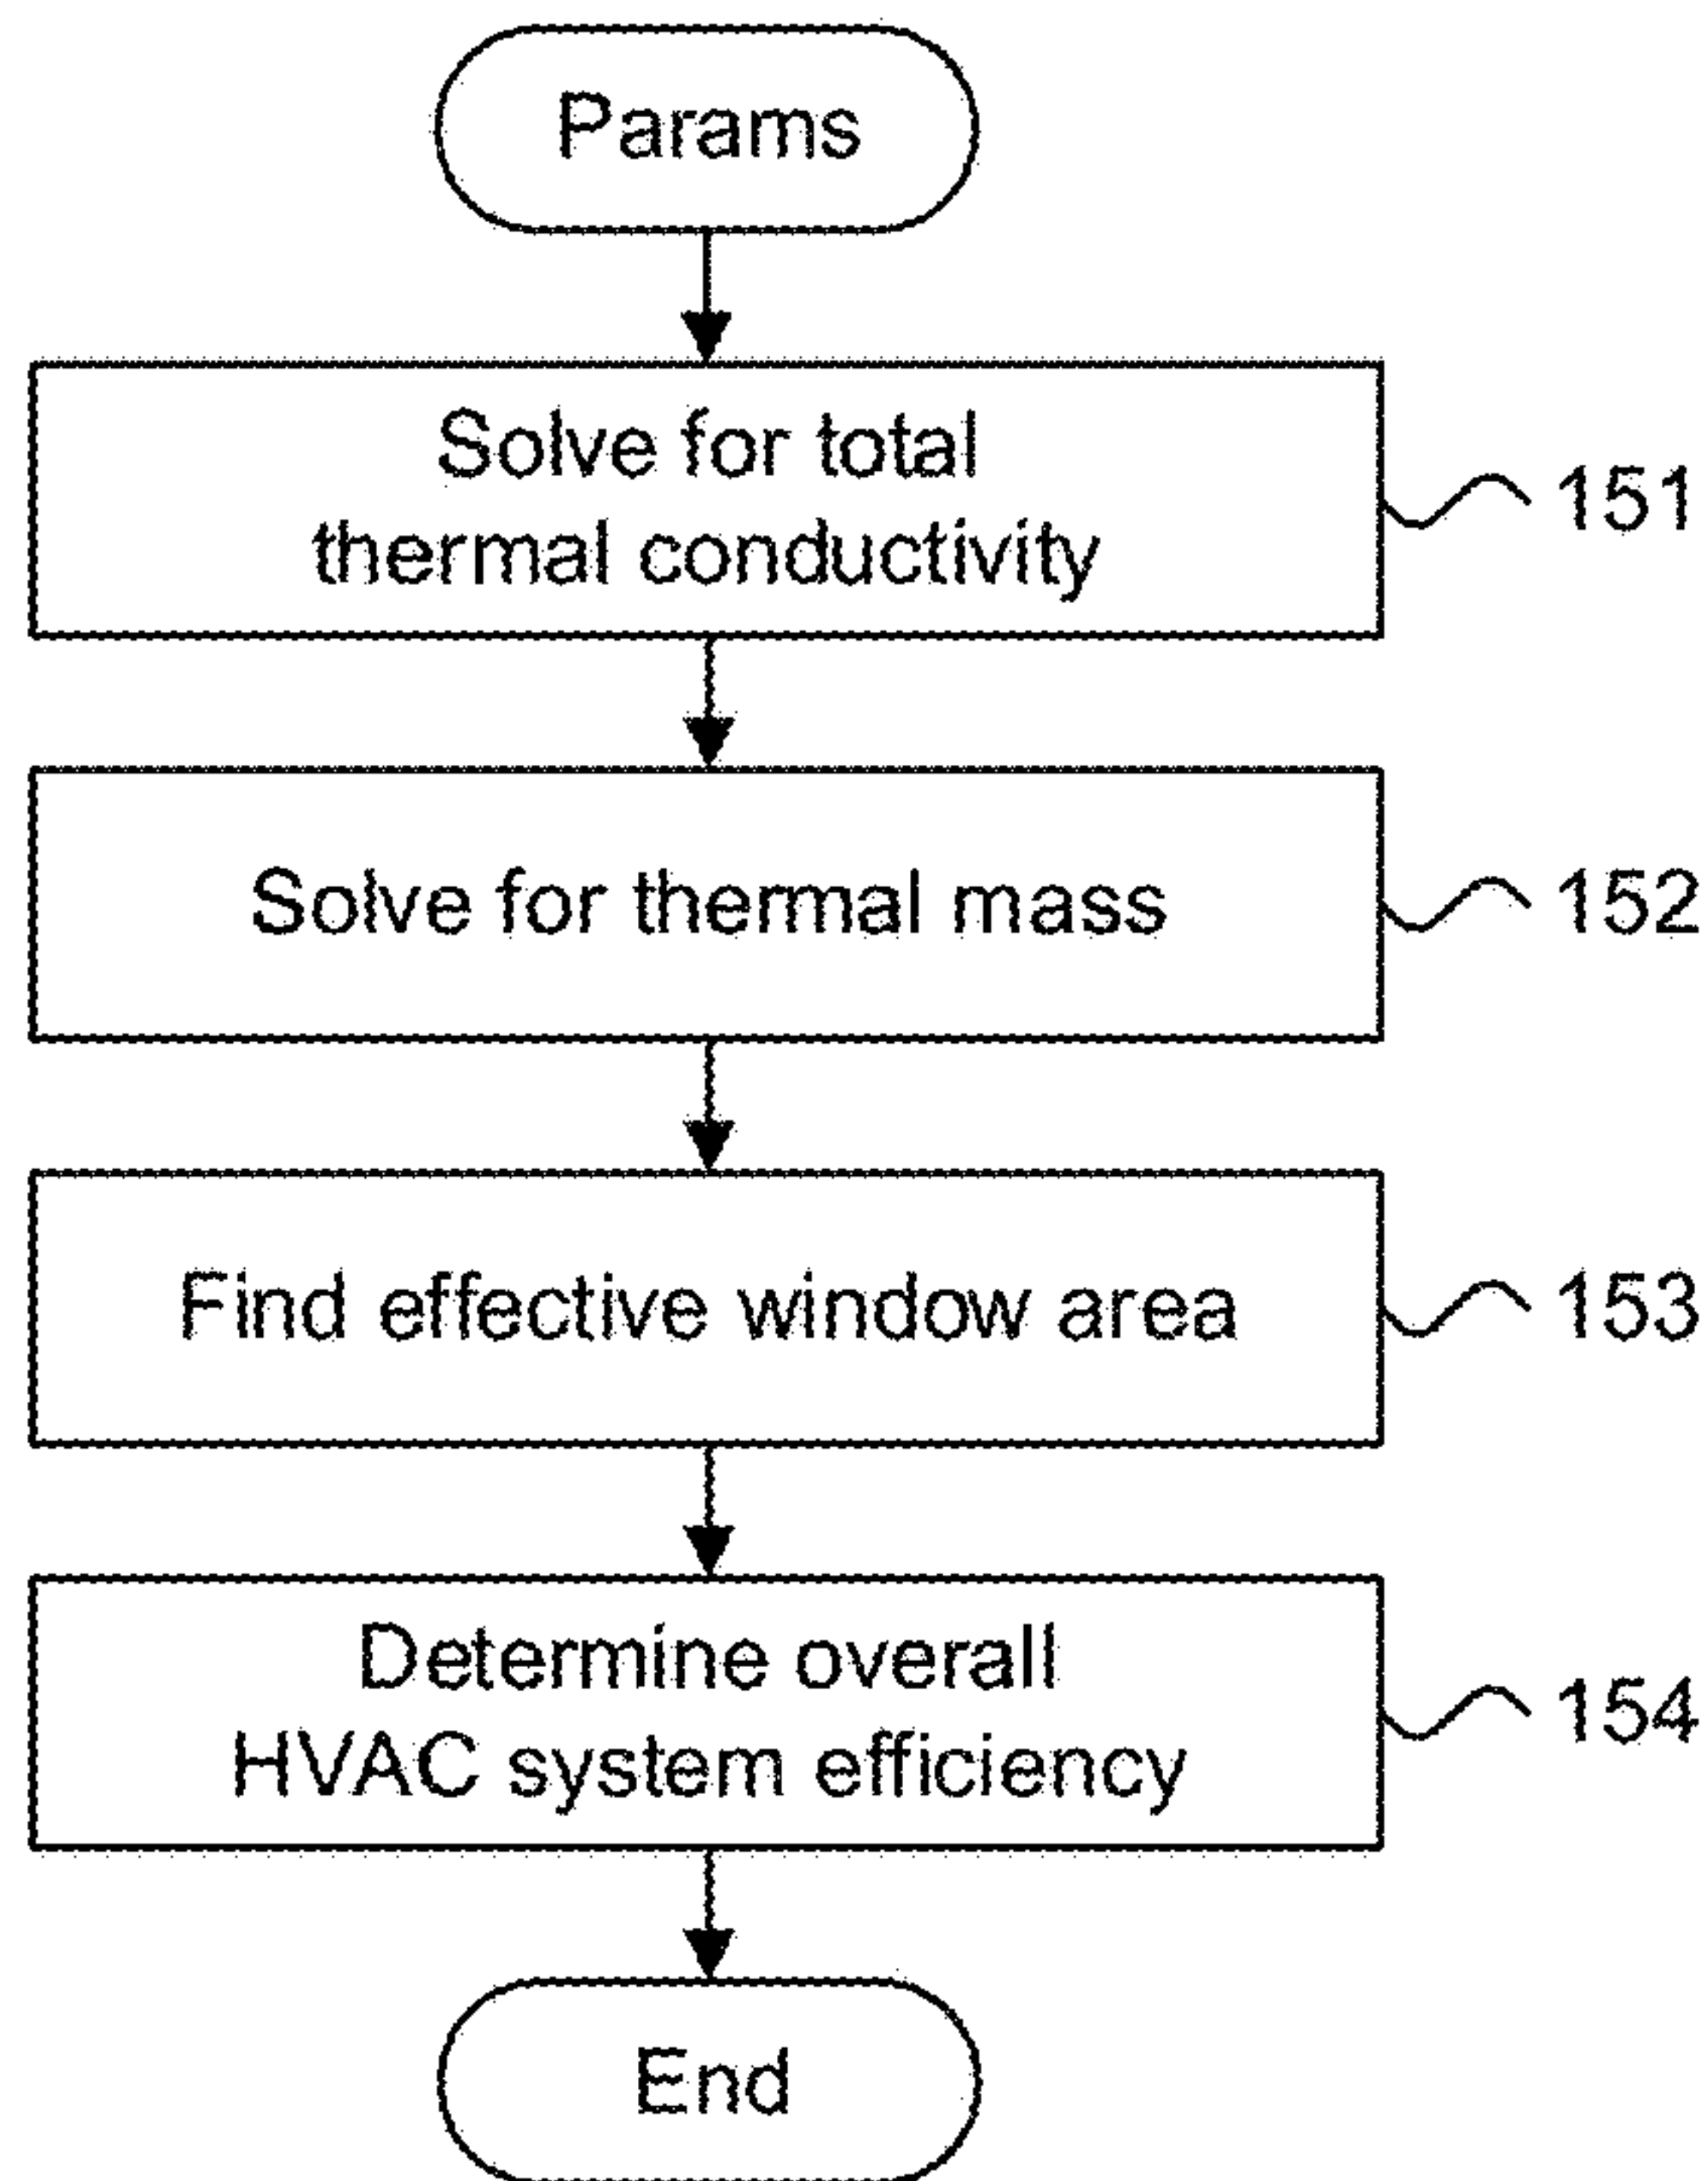 Params
Solve for total
thermal conductivity
151
Solve for thermal mass
152
Find effective window area
153
Determine overall
HVAC system efficiency
154
End